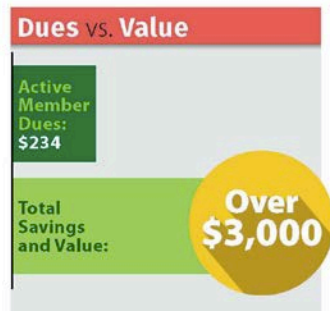 Dues vs. Value
Active
Member
Dues:
$234
Total
Savings
and Value:
Over
$3,000